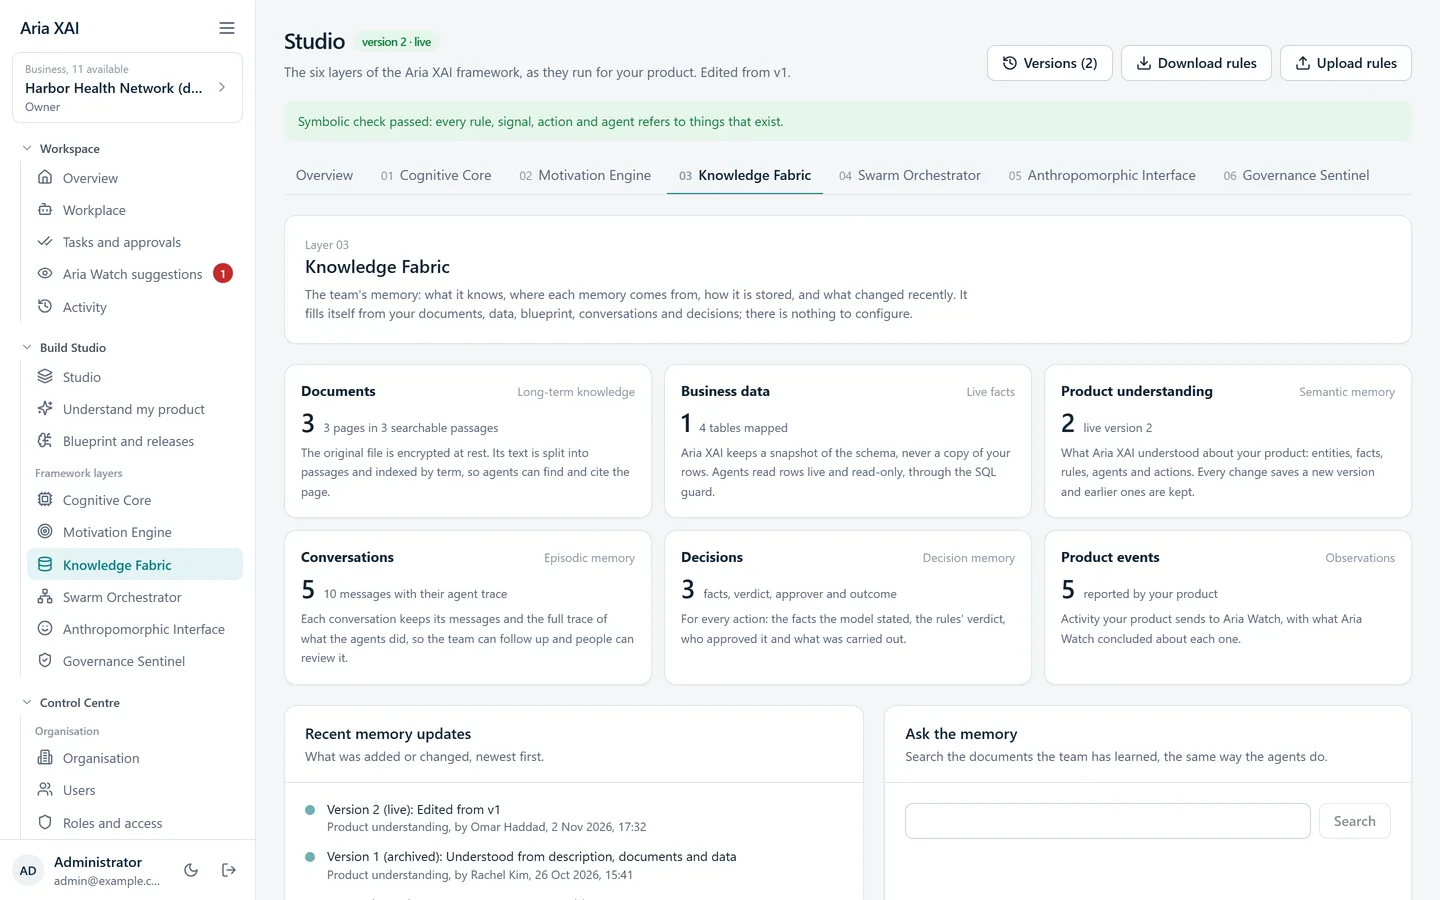 Aria XAI
Business, 11 available
Harbor Health Network (d...
Owner
Workspace
Overview
Workplace
Tasks and approvals
Aria Watch suggestions 1
Activity
Build Studio
Studio
Understand my product
Blueprint and releases
Framework layers
Cognitive Core
Motivation Engine
Knowledge Fabric
Swarm Orchestrator
Anthropomorphic Interface
Governance Sentinel
Control Centre
Organisation
Organisation
Users
Roles and access
AD
Administrator
admin@example.c...
Studio version 2 · live
The six layers of the Aria XAI framework, as they run for your product. Edited from v1.
Versions (2)
Download rules
Upload rules
Symbolic check passed: every rule, signal, action and agent refers to things that exist.
Overview 01 Cognitive Core 02 Motivation Engine 03 Knowledge Fabric 04 Swarm Orchestrator 05 Anthropomorphic Interface 06 Governance Sentinel
Layer 03
Knowledge Fabric
The team's memory: what it knows, where each memory comes from, how it is stored, and what changed recently. It
fills itself from your documents, data, blueprint, conversations and decisions; there is nothing to configure.
Documents Long-term knowledge
3 3 pages in 3 searchable passages
The original file is encrypted at rest. Its text is split into
passages and indexed by term, so agents can find and cite the
page.
Business data Live facts
1 4 tables mapped
Aria XAI keeps a snapshot of the schema, never a copy of your
rows. Agents read rows live and read-only, through the SQL
guard.
Product understanding Semantic memory
2 live version 2
What Aria XAI understood about your product: entities, facts,
rules, agents and actions. Every change saves a new version
and earlier ones are kept.
Conversations Episodic memory
5 10 messages with their agent trace
Each conversation keeps its messages and the full trace of
what the agents did, so the team can follow up and people can
review it.
Decisions Decision memory
3 facts, verdict, approver and outcome
For every action: the facts the model stated, the rules' verdict,
who approved it and what was carried out.
Product events Observations
5 reported by your product
Activity your product sends to Aria Watch, with what Aria
Watch concluded about each one.
Recent memory updates
What was added or changed, newest first.
Version 2 (live): Edited from v1
Product understanding, by Omar Haddad, 2 Nov 2026, 17:32
Version 1 (archived): Understood from description, documents and data
Product understanding, by Rachel Kim, 26 Oct 2026, 15:41
Ask the memory
Search the documents the team has learned, the same way the agents do.
Search